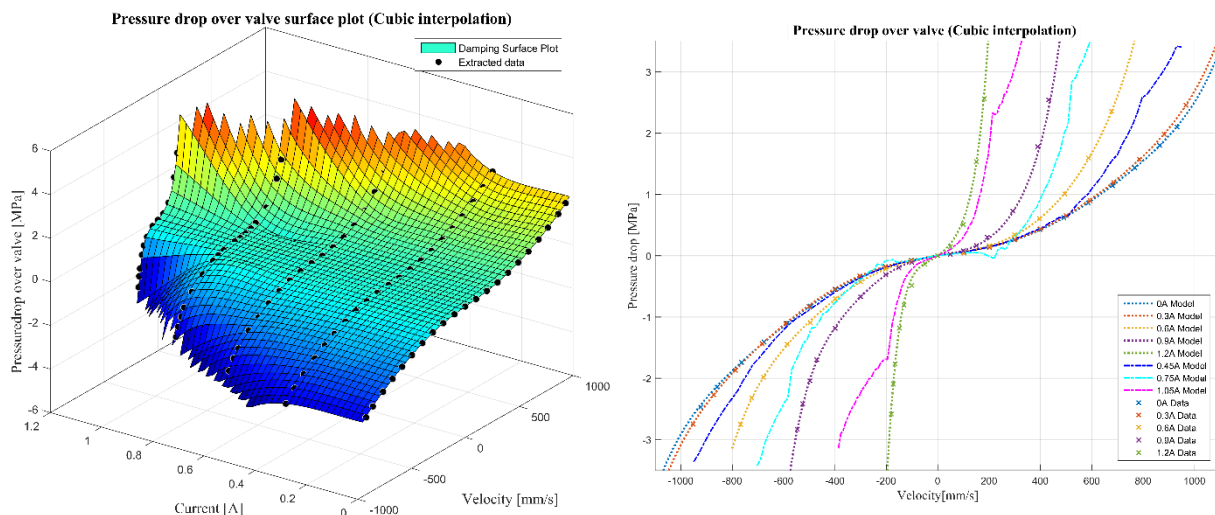 Pressure drop over valve surface plot (Cubic interpolation)
Damping Surface Plot
Extracted data
6
4
2
0
-2
-4
-6
Pressuredrop over valve [MPa]
1.2
1
0.8
0.6
0.4
0.2
0
Current [A]
-1000
-500
0
500
1000
Velocity [mm/s]
Pressure drop over valve (Cubic interpolation)
3
2
1
0
-1
-2
-3
Pressure drop [MPa]
-1000
-800
-600
-400
-200
0
200
400
600
800
1000
Velocity[mm/s]
0A Model
0.3A Model
0.6A Model
0.9A Model
1.2A Model
0.45A Model
0.75A Model
1.05A Model
0A Data
0.3A Data
0.6A Data
0.9A Data
1.2A Data